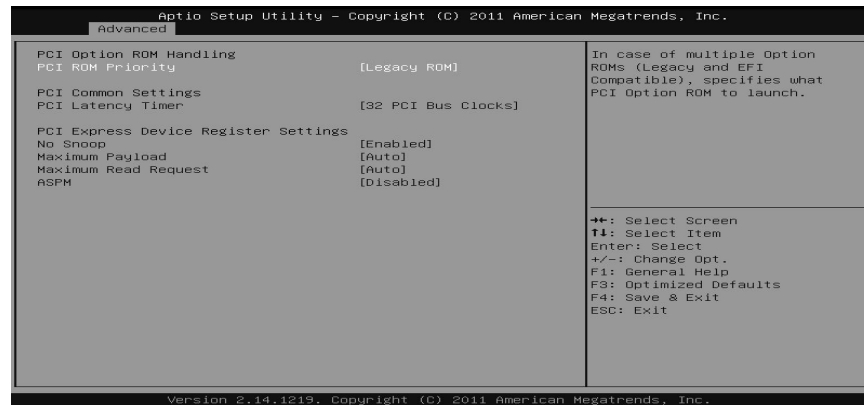 Aptio Setup Utility – Copyright (C) 2011 American Megatrends, Inc.
Advanced
PCI Option ROM Handling
PCI ROM Priority [Legacy ROM]
PCI Common Settings
PCI Latency Timer [32 PCI Bus Clocks]
PCI Express Device Register Settings
No Snoop [Enabled]
Maximum Payload [Auto]
Maximum Read Request [Auto]
ASPM [Disabled]
In case of multiple Option
ROMs (Legacy and EFI
Compatible), specifies what
PCI Option ROM to launch.
→←: Select Screen
↑↓: Select Item
Enter: Select
+/-: Change Opt.
F1: General Help
F3: Optimized Defaults
F4: Save & Exit
ESC: Exit
Version 2.14.1219. Copyright (C) 2011 American Megatrends, Inc.